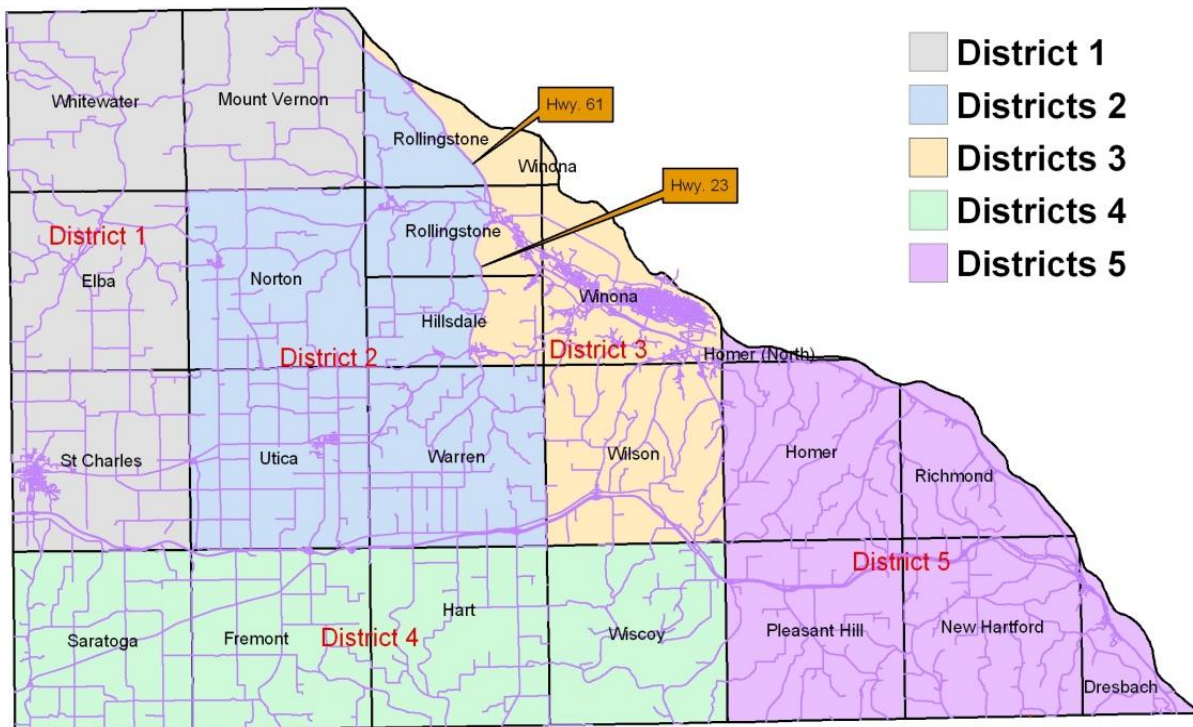 District 1
Districts 2
Districts 3
Districts 4
Districts 5
Whitewater
Mount Vernon
Hwy. 61
Rollingstone
Winona
Hwy. 23
District 1
Rollingstone
Elba
Norton
Winona
Hillsdale
District 2
District 3
Homer (North)
St Charles
Utica
Warren
Wilson
Homer
Richmond
District 5
Saratoga
Fremont
District 4
Hart
Wiscoy
Pleasant Hill
New Hartford
Dresbach